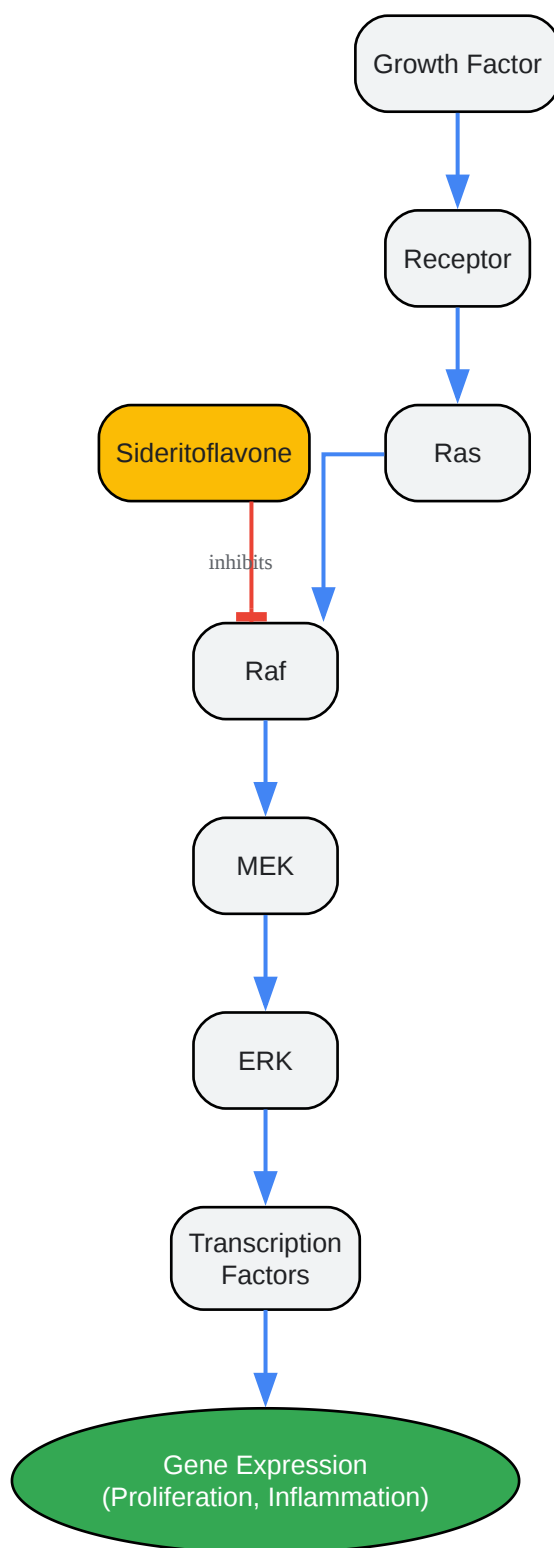 Growth Factor
Receptor
Sideritoflavone
Ras
inhibits
Raf
MEK
ERK
Transcription
Factors
Gene Expression
(Proliferation, Inflammation)